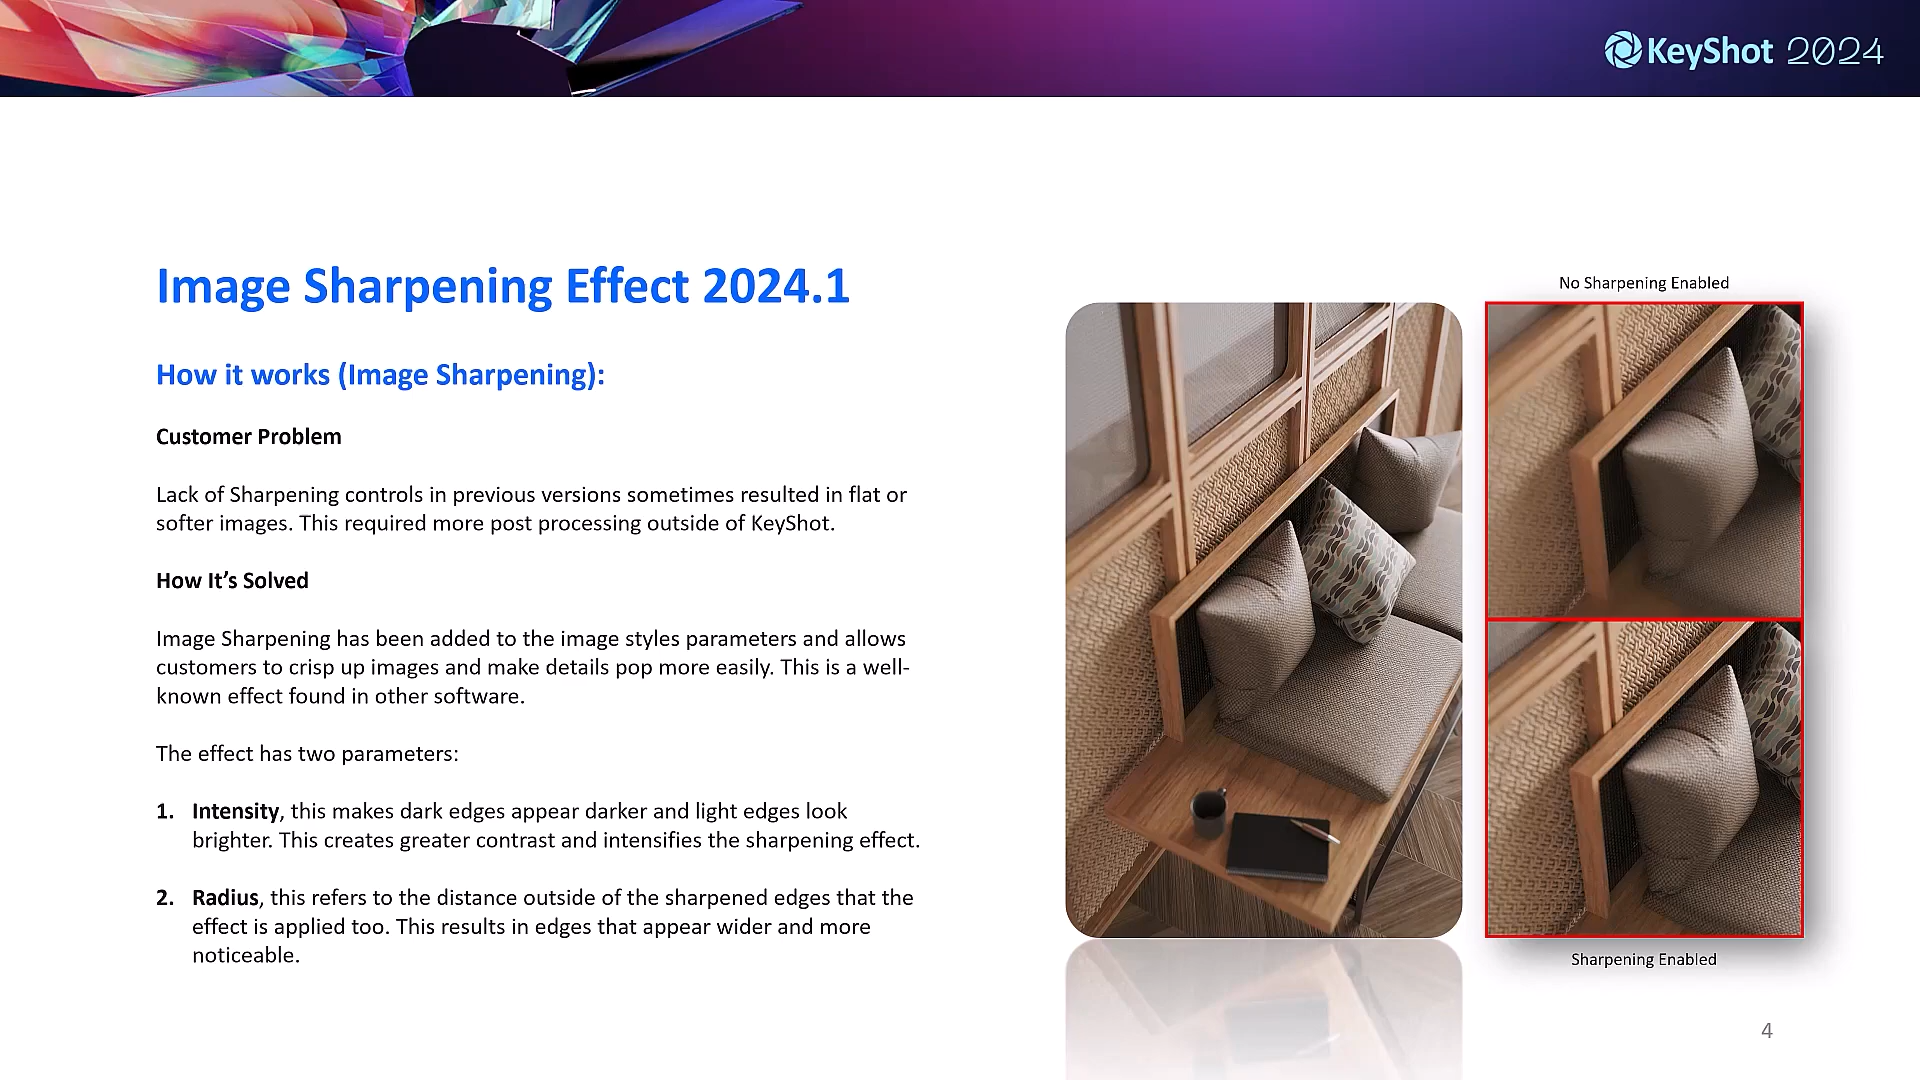 KeyShot 2024
Image Sharpening Effect 2024.1
How it works (Image Sharpening):
Customer Problem
Lack of Sharpening controls in previous versions sometimes resulted in flat or
softer images. This required more post processing outside of KeyShot.
How It’s Solved
Image Sharpening has been added to the image styles parameters and allows
customers to crisp up images and make details pop more easily. This is a well-
known effect found in other software.
The effect has two parameters:
1. Intensity, this makes dark edges appear darker and light edges look
brighter. This creates greater contrast and intensifies the sharpening effect.
2. Radius, this refers to the distance outside of the sharpened edges that the
effect is applied too. This results in edges that appear wider and more
noticeable.
No Sharpening Enabled
Sharpening Enabled
4